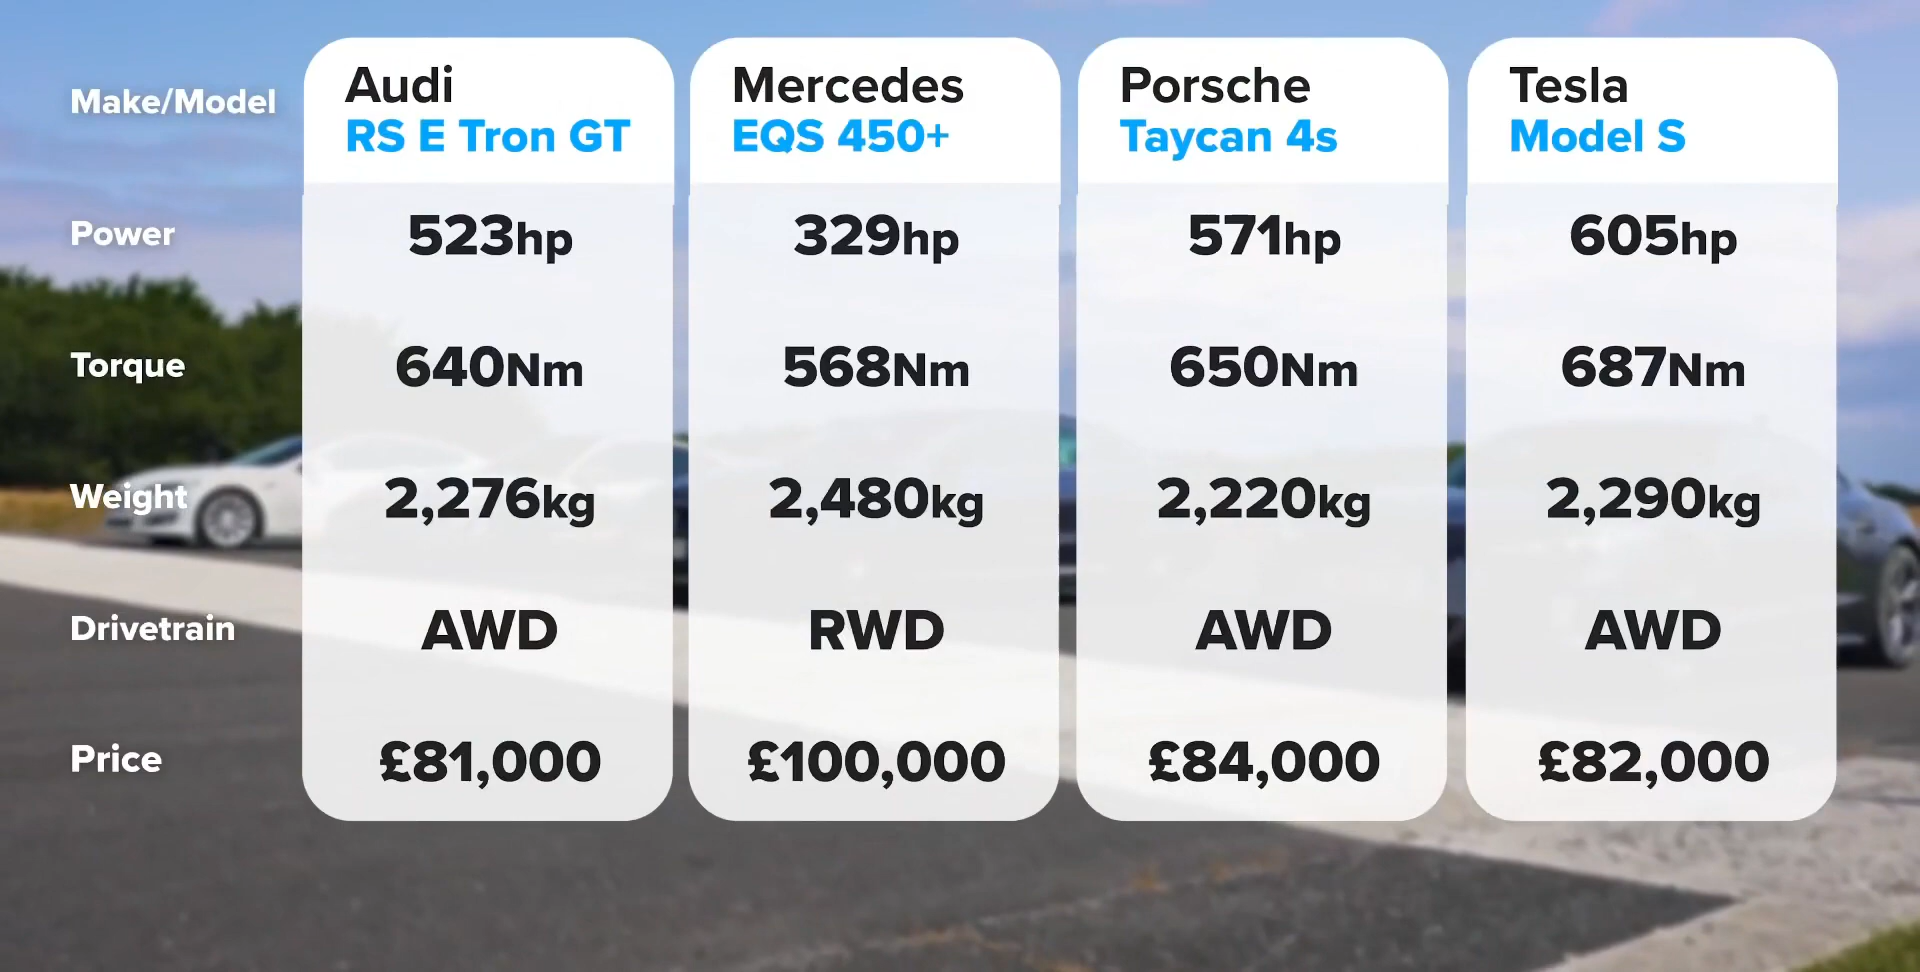 Make/Model
Audi
RS E Tron GT
Mercedes
EQS 450+
Porsche
Taycan 4s
Tesla
Model S
Power
523hp
329hp
571hp
605hp
Torque
640Nm
568Nm
650Nm
687Nm
Weight
2,276kg
2,480kg
2,220kg
2,290kg
Drivetrain
AWD
RWD
AWD
AWD
Price
£81,000
£100,000
£84,000
£82,000